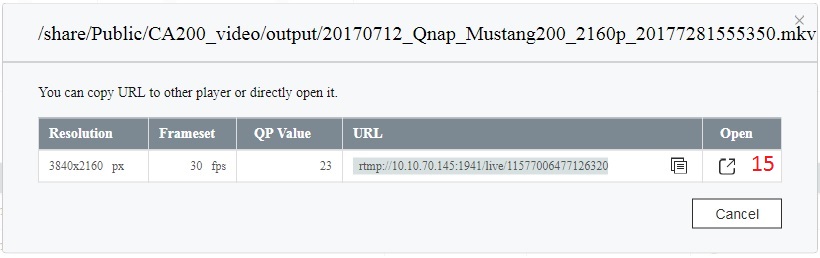 /share/Public/CA200_video/output/20170712_Qnap_Mustang200_2160p_20177281555350.mkv
You can copy URL to other player or directly open it.
Resolution Frameset QP Value URL Open
3840x2160 px 30 fps 23 rtmp://10.10.70.145:1941/live/11577006477126320 15
Cancel